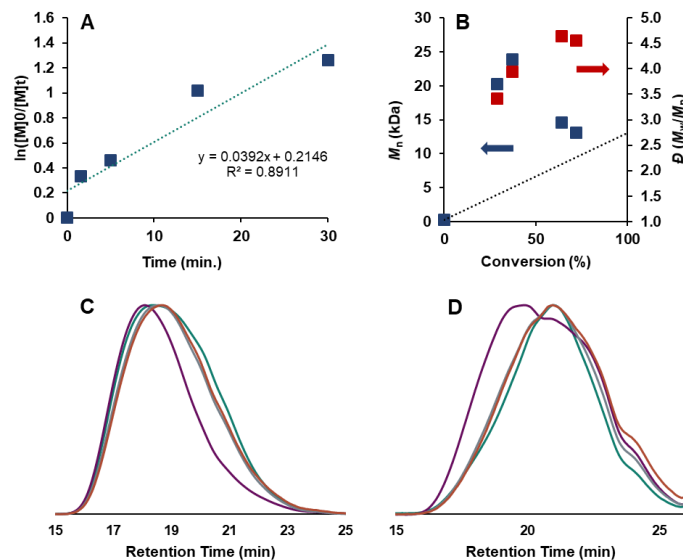 A
ln([M]0/[M]t)
1.6
1.4
1.2
1
0.8
0.6
0.4
0.2
0
y = 0.0392x + 0.2146
R² = 0.8911
0 10 20 30
Time (min.)
B
Mn (kDa)
30
25
20
15
10
5
0
5.0
4.5
4.0
3.5
3.0
2.5
2.0
1.5
1.0
Đ (Mw/Mn)
0 50 100
Conversion (%)
C
15 17 19 21 23 25
Retention Time (min)
D
15 20 25
Retention Time (min)